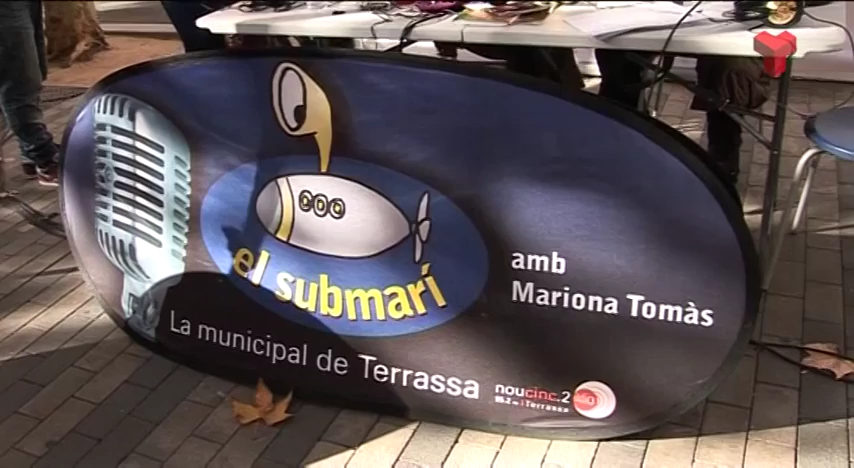 el submarí
amb
Mariona Tomàs
La municipal de Terrassa
noucinc.2